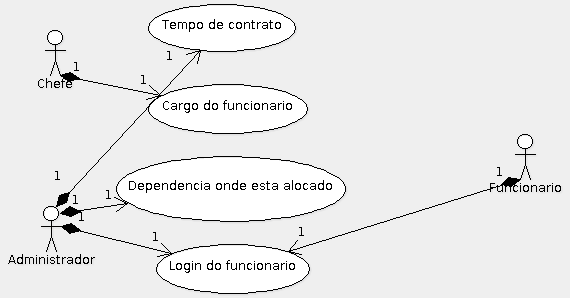 Tempo de contrato
1
Chefe
1
1
Cargo do funcionario
1
Dependencia onde esta alocado
1
1
1
Funcionario
1
Administrador
1
1
Login do funcionario